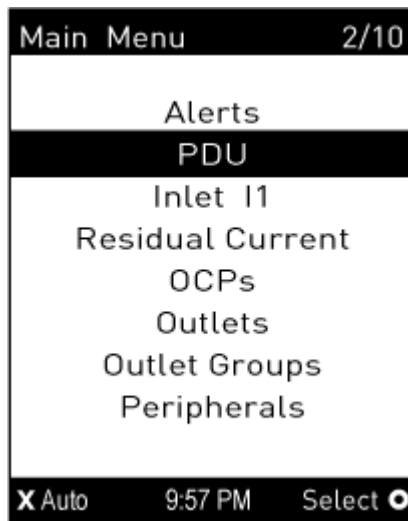 Main Menu 2/10
Alerts
PDU
Inlet I1
Residual Current
OCPs
Outlets
Outlet Groups
Peripherals
X Auto 9:57 PM Select O